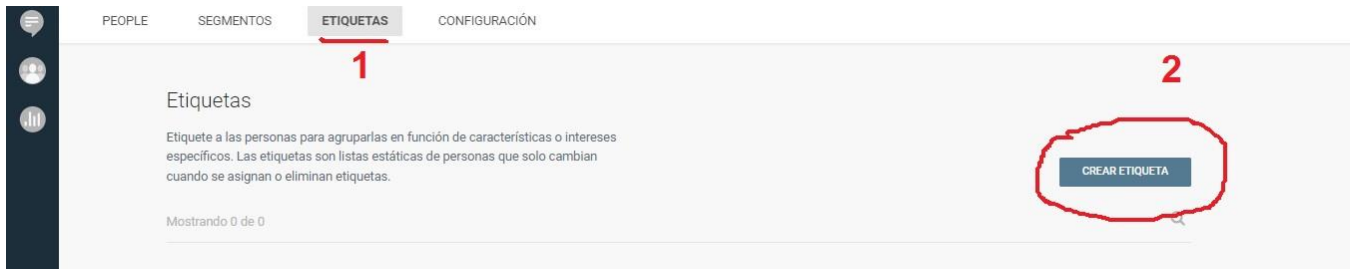 PEOPLE SEGMENTOS ETIQUETAS CONFIGURACIÓN
1
2
Etiquetas
Etiquete a las personas para agruparlas en función de características o intereses
específicos. Las etiquetas son listas estáticas de personas que solo cambian
cuando se asignan o eliminan etiquetas.
CREAR ETIQUETA
Mostrando 0 de 0